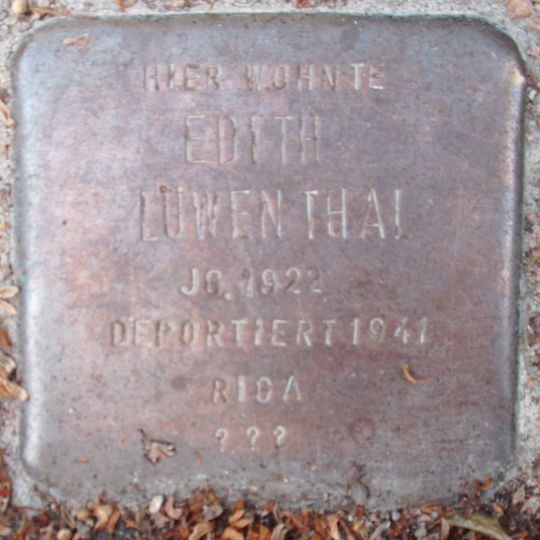 HIER WOHNTE
EDITH
LÖWENTHAL
JG. 1922
DEPORTIERT 1941
RIGA
???